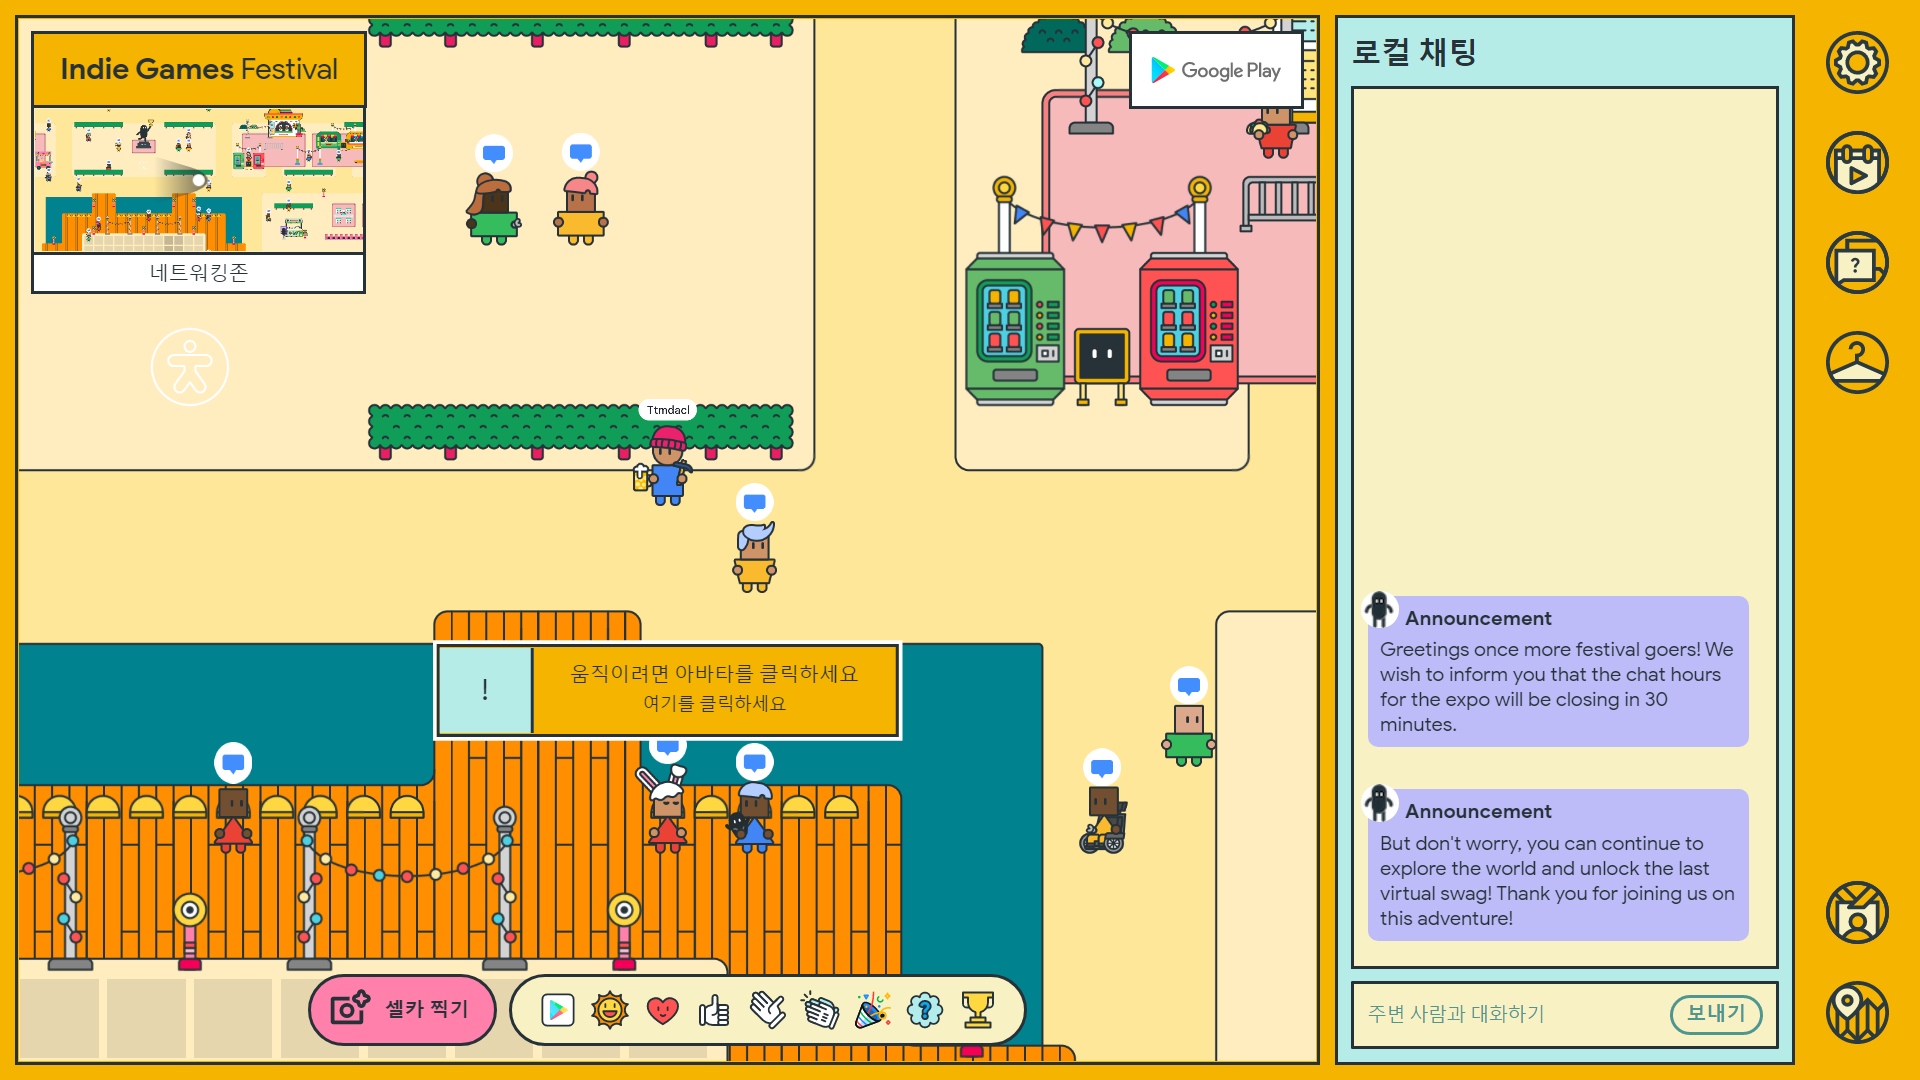 Indie Games Festival
네트워킹존
Google Play
Ttmdacl
!
움직이려면 아바타를 클릭하세요
여기를 클릭하세요
셀카 찍기
로컬 채팅
Announcement
Greetings once more festival goers! We
wish to inform you that the chat hours
for the expo will be closing in 30
minutes.
Announcement
But don't worry, you can continue to
explore the world and unlock the last
virtual swag! Thank you for joining us on
this adventure!
주변 사람과 대화하기
보내기
?
?